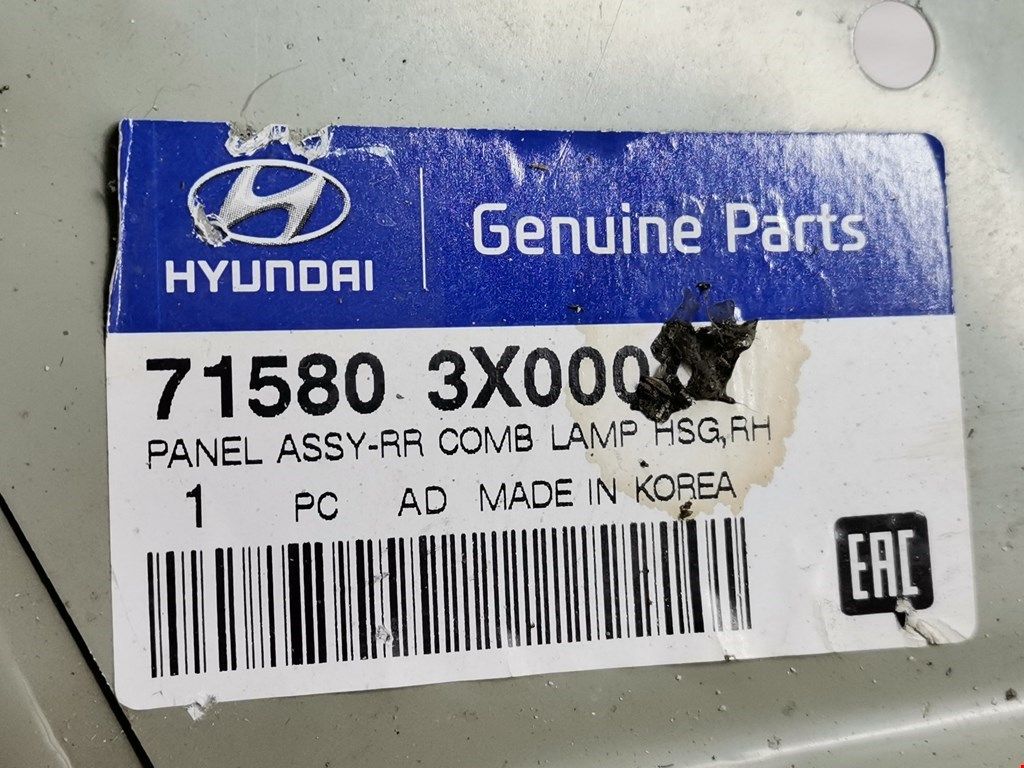 HYUNDAI
Genuine Parts
71580 3X000
PANEL ASSY-RR COMB LAMP HSG,RH
1 PC AD MADE IN KOREA
EAC